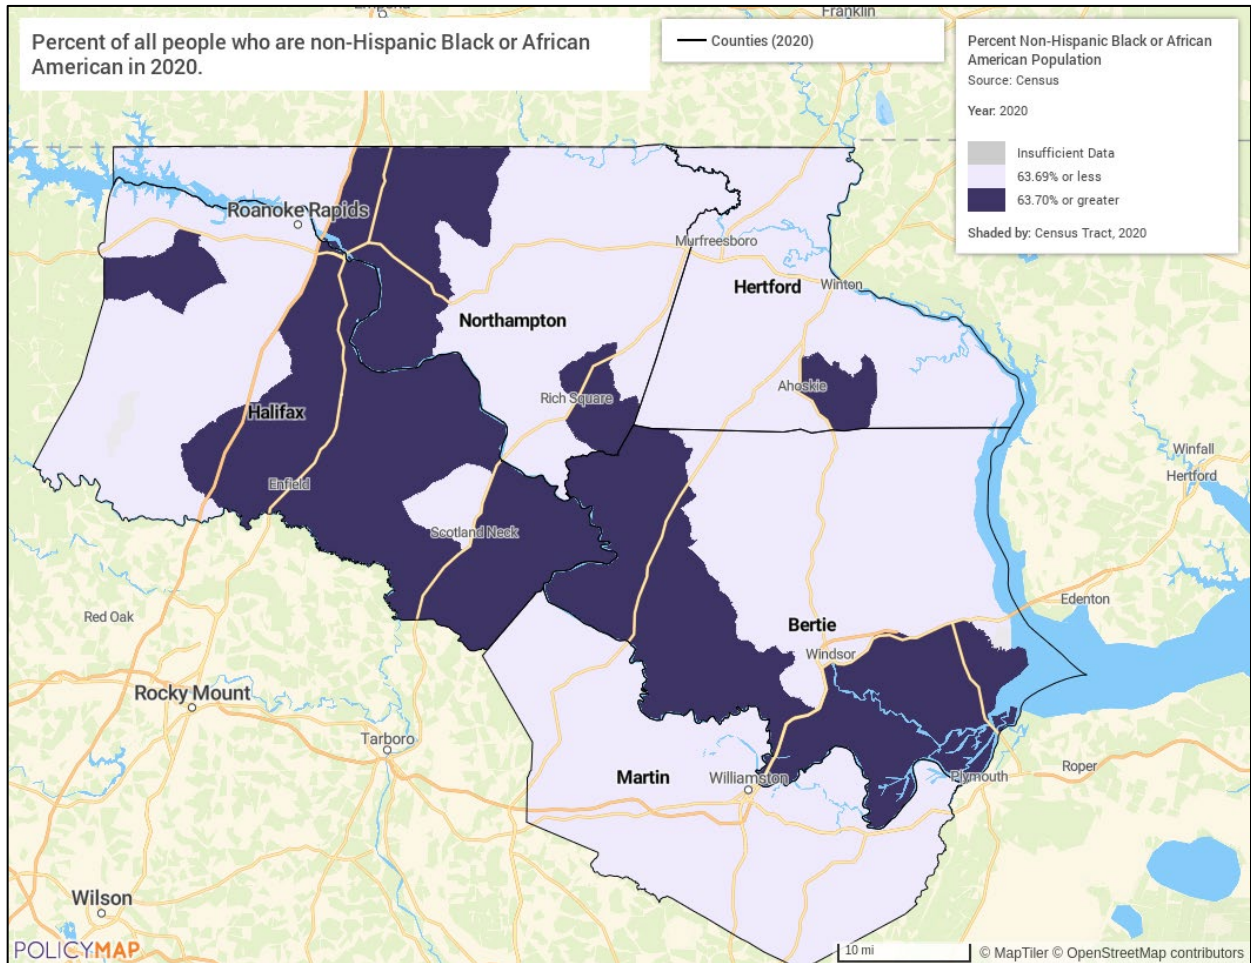 Emporia
Franklin
Percent of all people who are non-Hispanic Black or African
American in 2020.
Counties (2020)
Percent Non-Hispanic Black or African
American Population
Source: Census
Year: 2020
Insufficient Data
63.69% or less
63.70% or greater
Shaded by: Census Tract, 2020
Roanoke Rapids
Murfreesboro
Hertford
Winton
Northampton
Ahoskie
Rich Square
Halifax
Winfall
Hertford
Enfield
Scotland Neck
Edenton
Red Oak
Bertie
Windsor
Rocky Mount
Tarboro
Martin
Williamston
Plymouth
Roper
Wilson
POLICYMAP
10 mi
© MapTiler © OpenStreetMap contributors